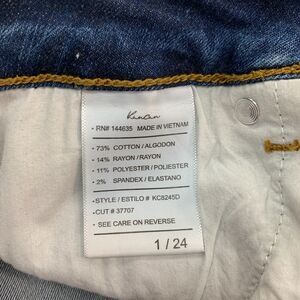 KanCan
• RN# 144635 MADE IN VIETNAM
• 73% COTTON / ALGODON
• 14% RAYON / RAYON
• 11% POLYESTER / POLIESTER
• 2% SPANDEX / ELASTANO
• STYLE / ESTILO # KC8245D
• CUT # 37707
• SEE CARE ON REVERSE
1 / 24